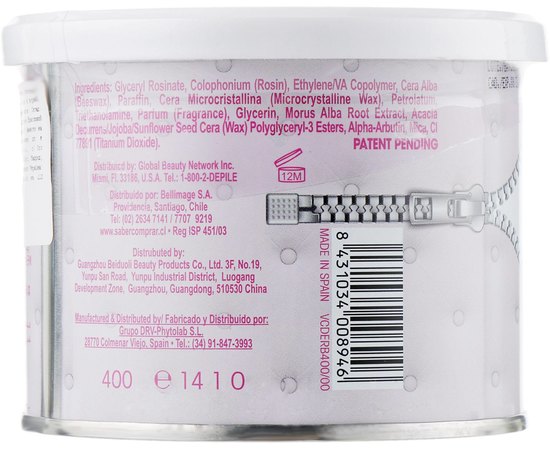 Ingredients: Glyceryl Rosinate, Colophonium (Rosin), Ethylene/VA Copolymer, Cera Alba
(Beeswax), Paraffin, Cera Microcristallina (Microcrystalline Wax), Petrolatum,
Triethanolamine, Parfum (Fragrance), Glycerin, Morus Alba Root Extract, Acacia
Decurrens/Jojoba/Sunflower Seed Cera (Wax) Polyglyceryl-3 Esters, Alpha-Arbutin, Mica, CI
77891 (Titanium Dioxide).
PATENT PENDING
Distributed by: Global Beauty Network Inc.
Miami, FL 33186. U.S.A. Tel.: 1-800-2-DEPILE
12M
Distribuido por: Bellimage S.A.
Providencia, Santiago, Chile
Tel: (02) 2634 7141 / 7707 9219
www.sabercomprar.cl • Reg ISP 451/03
Distrubuted by:
Guangzhou Beiduoli Beauty Products Co., Ltd. 3F, No.19,
Yunpu San Road, Yunpu Industrial District, Luogang
Development Zone, Guangzhou, Guangdong, 510530 China
Manufactured & Distributed by/ Fabricado y Distribuido por:
Grupo DRV-Phytolab S.L.
28770 Colmenar Viejo, Spain • Tel.: (34) 91-847-3993
400 e 1410
MADE IN SPAIN VCDERB400/00
8 431034 008946